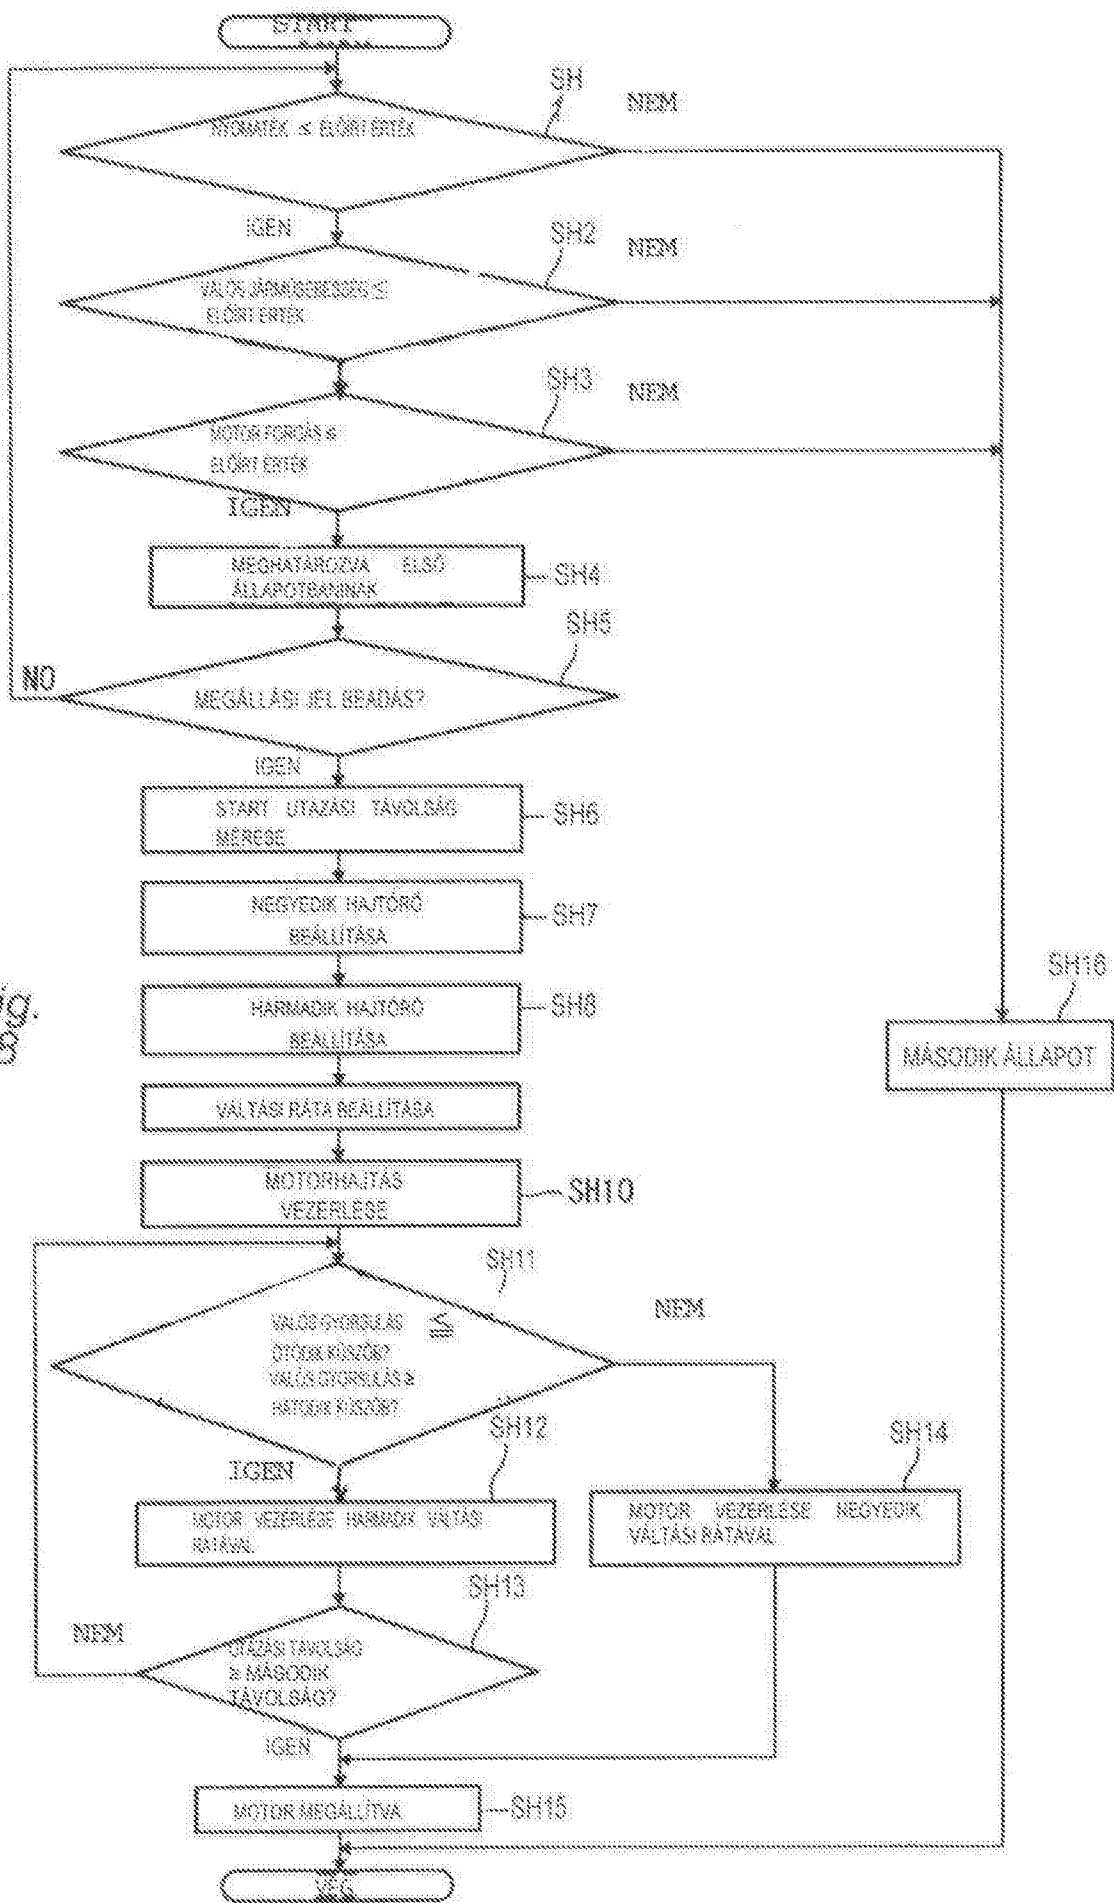 START
SH
NEM
NYOMATÉK ≤ ELŐÍRT ÉRTÉK
IGEN
SH2
NEM
VALÓS JÁRMŰSEBESSÉG ≤
ELŐÍRT ÉRTÉK
SH3
NEM
MOTOR FORGÁS ≤
ELŐÍRT ÉRTÉK
IGEN
MEGHATÁROZVA ELSŐ
ÁLLAPOTBANINAK
SH4
SH5
NO
MEGÁLLÁSI JEL BEADÁS?
IGEN
START UTAZÁSI TÁVOLSÁG
MÉRÉSE
SH6
NEGYEDIK HAJTÓRŐ
BEÁLLÍTÁSA
SH7
HARMADIK HAJTÓRŐ
BEÁLLÍTÁSA
SH8
ig.
8
SH16
MÁSODIK ÁLLAPOT
VÁLTÁSI RÁTA BEÁLLÍTÁSA
MOTORHAJTÁS
VEZÉRLÉSE
SH10
SH11
NEM
VALÓS GYORSULÁS ≦
ÖTÖDIK KÜSZÖB?
VALÓS GYORSULÁS ≥
HATODIK KÜSZÖB?
SH12
IGEN
SH14
MOTOR VEZÉRLÉSE HARMADIK VÁLTÁSI
RÁTÁVAL
MOTOR VEZÉRLÉSE NEGYEDIK
VÁLTÁSI RÁTÁVAL
SH13
NEM
UTAZÁSI TÁVOLSÁG
≥ MÁSODIK
TÁVOLSÁG?
IGEN
MOTOR MEGÁLLÍTVA
SH15
VÉG